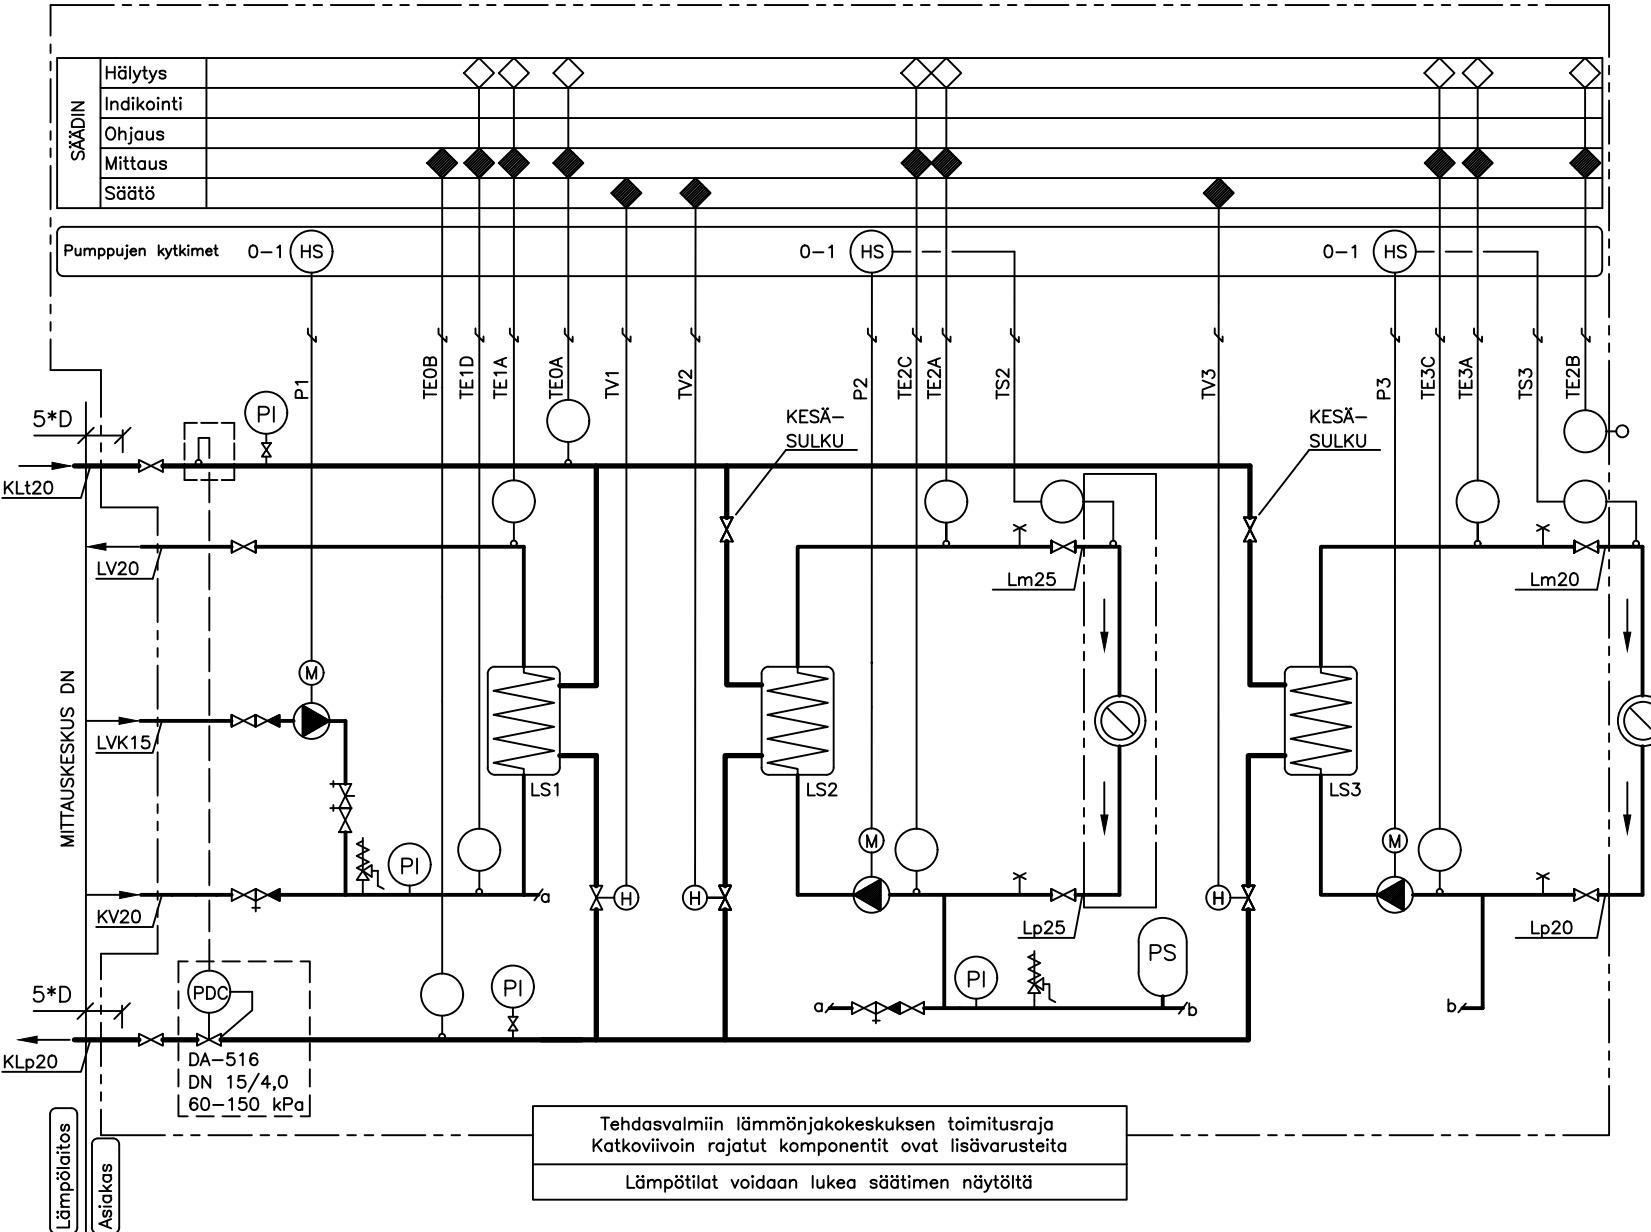 SÄÄDIN
Hälytys
Indikointi
Ohjaus
Mittaus
Säätö
Pumppujen kytkimet 0-1 HS 0-1 HS 0-1 HS
P1
TE0B
TE1D
TE1A
TE0A
TV1
TV2
P2
TE2C
TE2A
TS2
TV3
P3
TE3C
TE3A
TS3
TE2B
5*D
PI
KESÄ-
SULKU
KESÄ-
SULKU
KLt20
LV20
Lm25
Lm20
MITTAUSKESKUS DN
M
LVK15
LS1
LS2
LS3
M
M
PI
KV20
a
H
H
H
Lp25
Lp20
5*D
PDC
PI
PI
PS
a
b
b
KLp20
DA-516
DN 15/4,0
60-150 kPa
Lämpölaitos
Asiakas
Tehdasvalmiin lämmönjakokeskuksen toimitusraja
Katkoviivoin rajatut komponentit ovat lisävarusteita
Lämpötilat voidaan lukea säätimen näytöltä